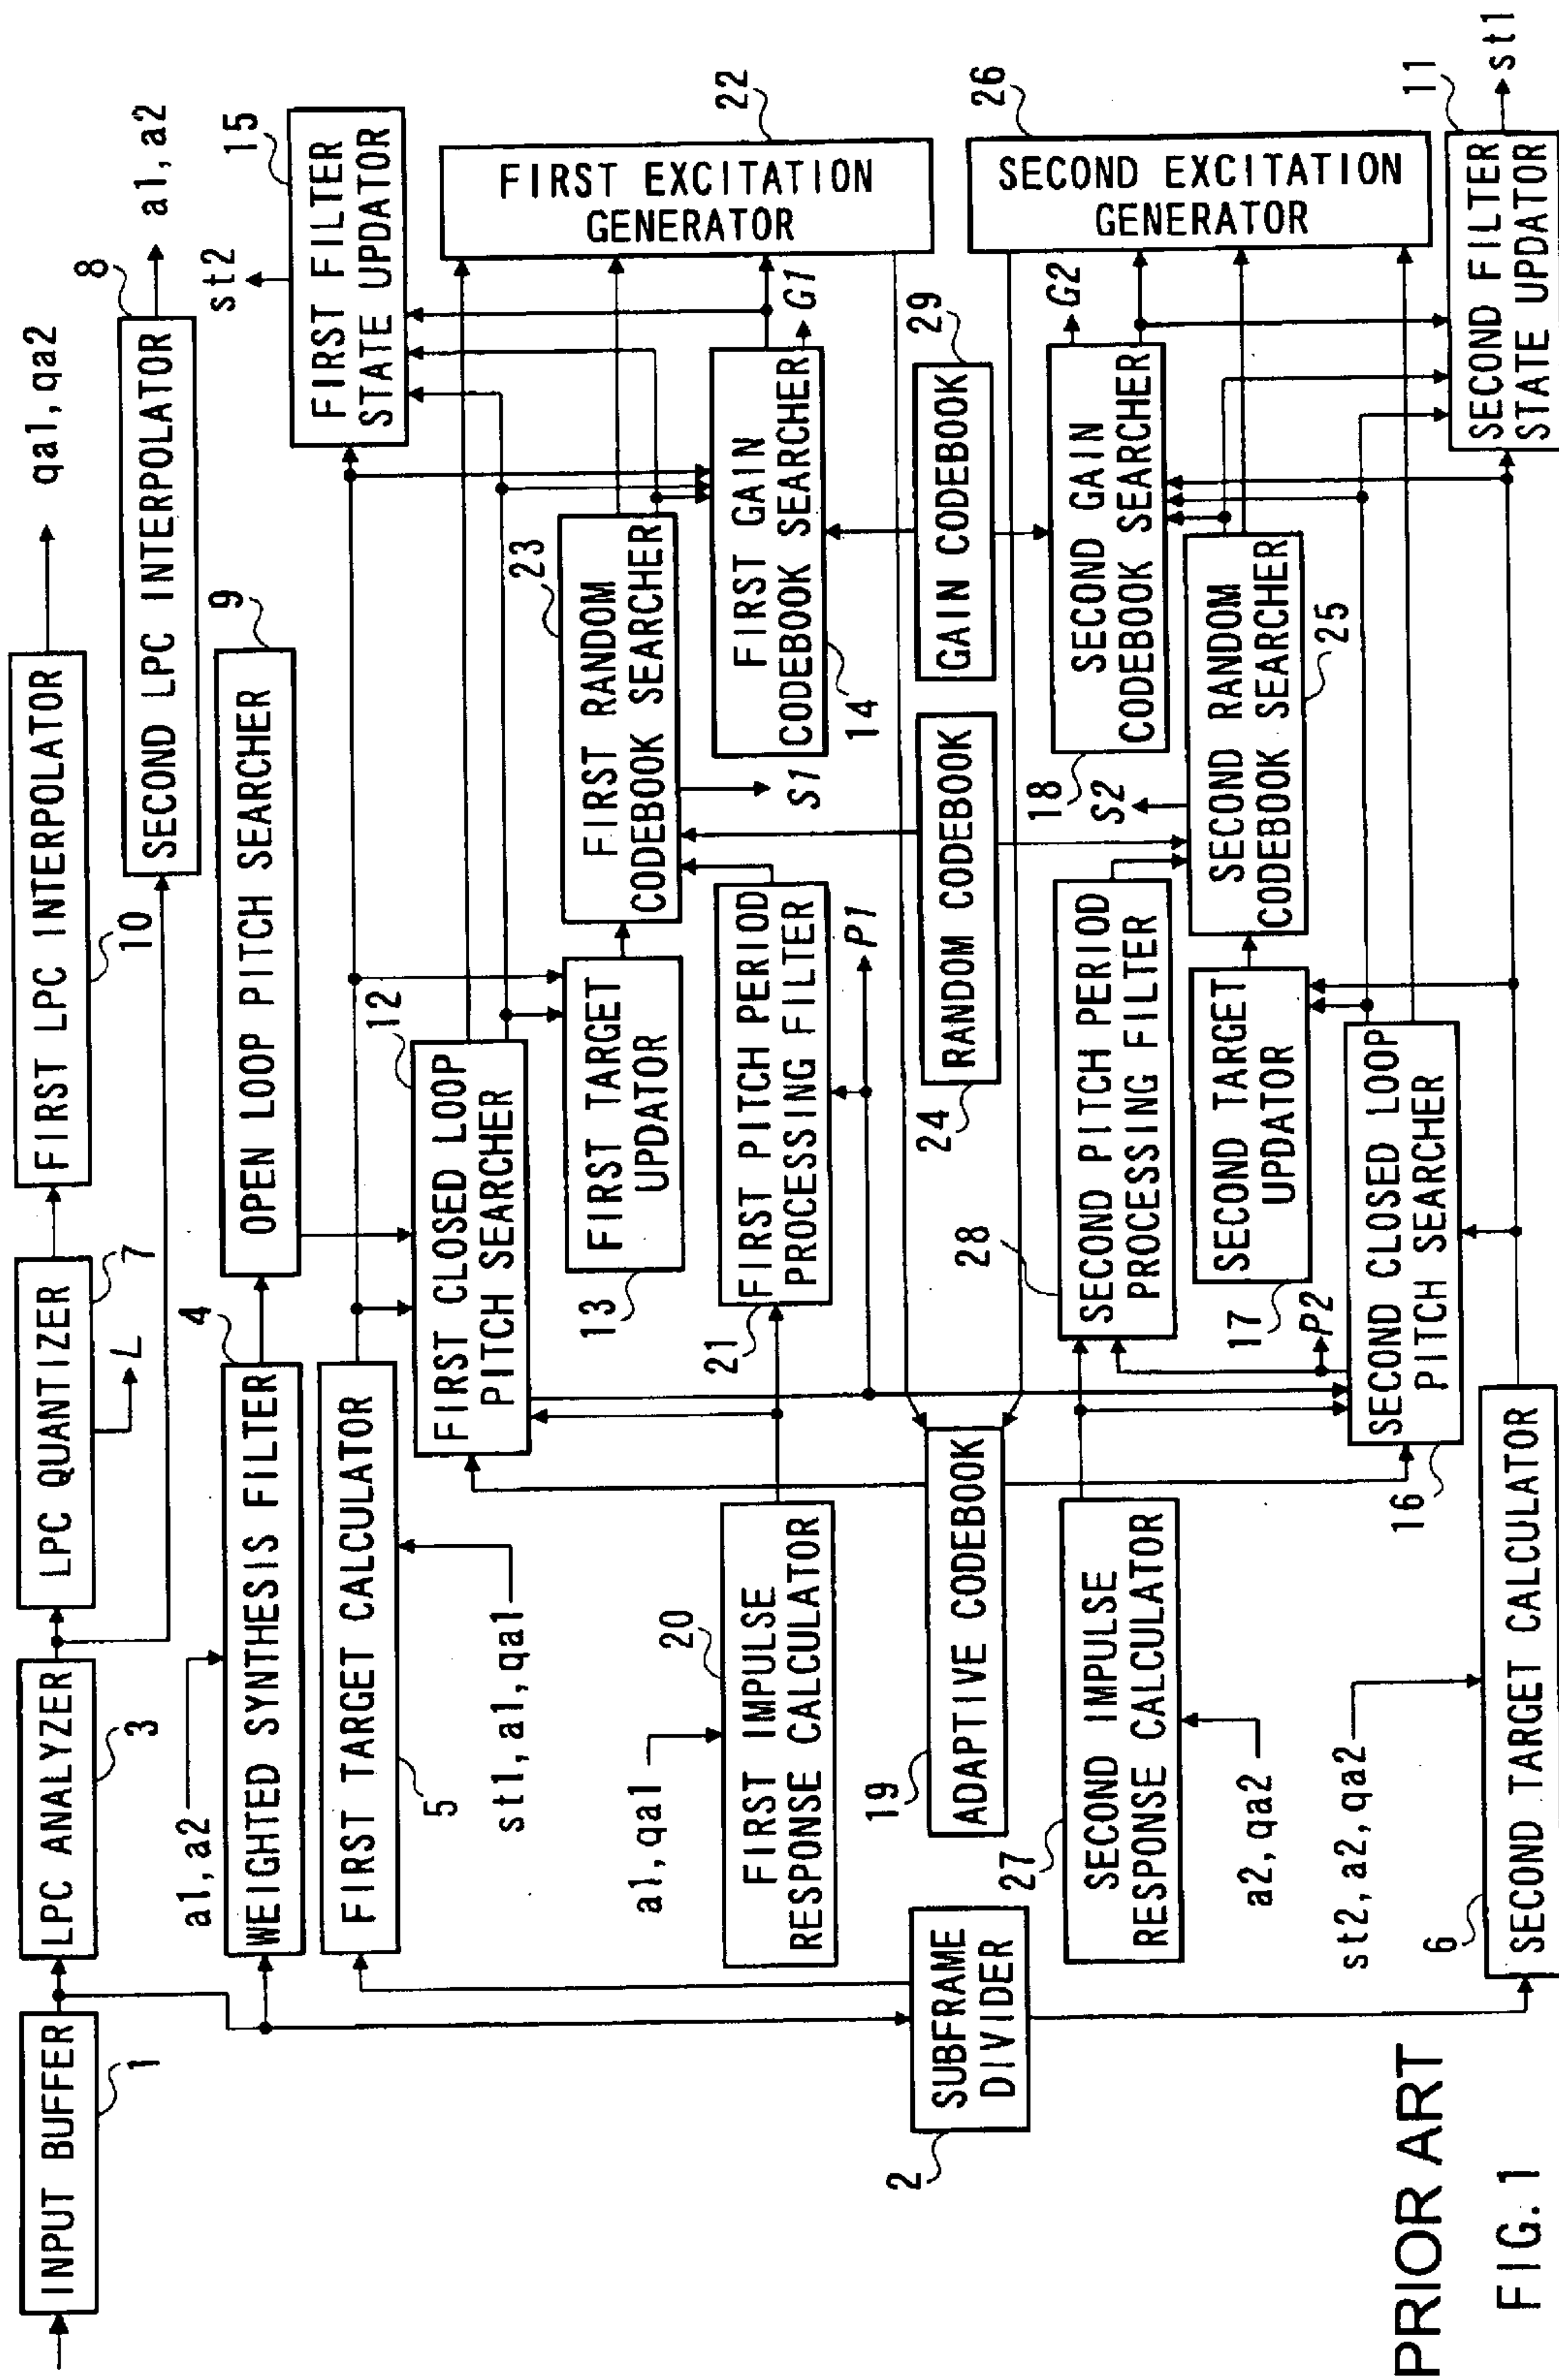 INPUT BUFFER
1
LPC ANALYZER
3
LPC QUANTIZER
7
L
FIRST LPC INTERPOLATOR
10
qa1, qa2
SECOND LPC INTERPOLATOR
8
a1, a2
a1, a2
WEIGHTED SYNTHESIS FILTER
4
OPEN LOOP PITCH SEARCHER
9
FIRST TARGET CALCULATOR
5
st1, a1, qa1
FIRST FILTER
STATE UPDATOR
15
st2
FIRST CLOSED LOOP
PITCH SEARCHER
12
FIRST TARGET
UPDATOR
13
FIRST RANDOM
CODEBOOK SEARCHER
23
S1
FIRST EXCITATION
GENERATOR
22
a1, qa1
FIRST IMPULSE
RESPONSE CALCULATOR
20
FIRST PITCH PERIOD
PROCESSING FILTER
21
P1
FIRST GAIN
CODEBOOK SEARCHER
14
G1
SUBFRAME
DIVIDER
2
ADAPTIVE CODEBOOK
19
RANDOM CODEBOOK
24
GAIN CODEBOOK
29
SECOND IMPULSE
RESPONSE CALCULATOR
27
a2, qa2
SECOND PITCH PERIOD
PROCESSING FILTER
28
SECOND GAIN
CODEBOOK SEARCHER
18
G2
SECOND EXCITATION
GENERATOR
26
SECOND TARGET
UPDATOR
17
SECOND RANDOM
CODEBOOK SEARCHER
25
S2
SECOND CLOSED LOOP
PITCH SEARCHER
16
P2
st2, a2, qa2
SECOND TARGET CALCULATOR
6
SECOND FILTER
STATE UPDATOR
11
st1
PRIOR ART
FIG. 1